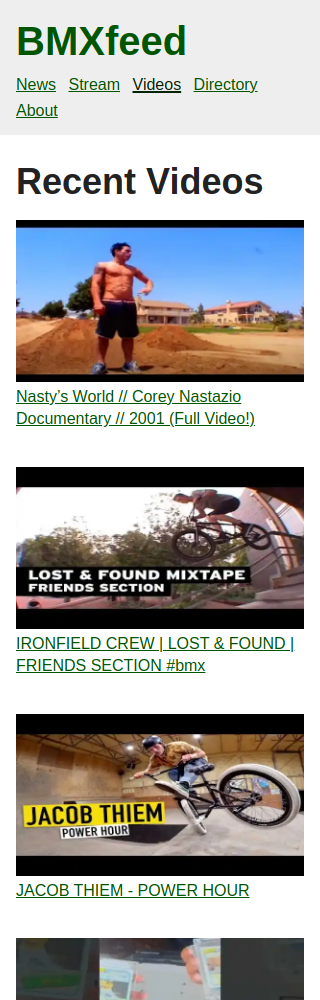 BMXfeed
News Stream Videos Directory
About
Recent Videos
Nasty’s World // Corey Nastazio
Documentary // 2001 (Full Video!)
LOST & FOUND MIXTAPE
FRIENDS SECTION
IRONFIELD CREW | LOST & FOUND |
FRIENDS SECTION #bmx
JACOB THIEM
POWER HOUR
JACOB THIEM - POWER HOUR